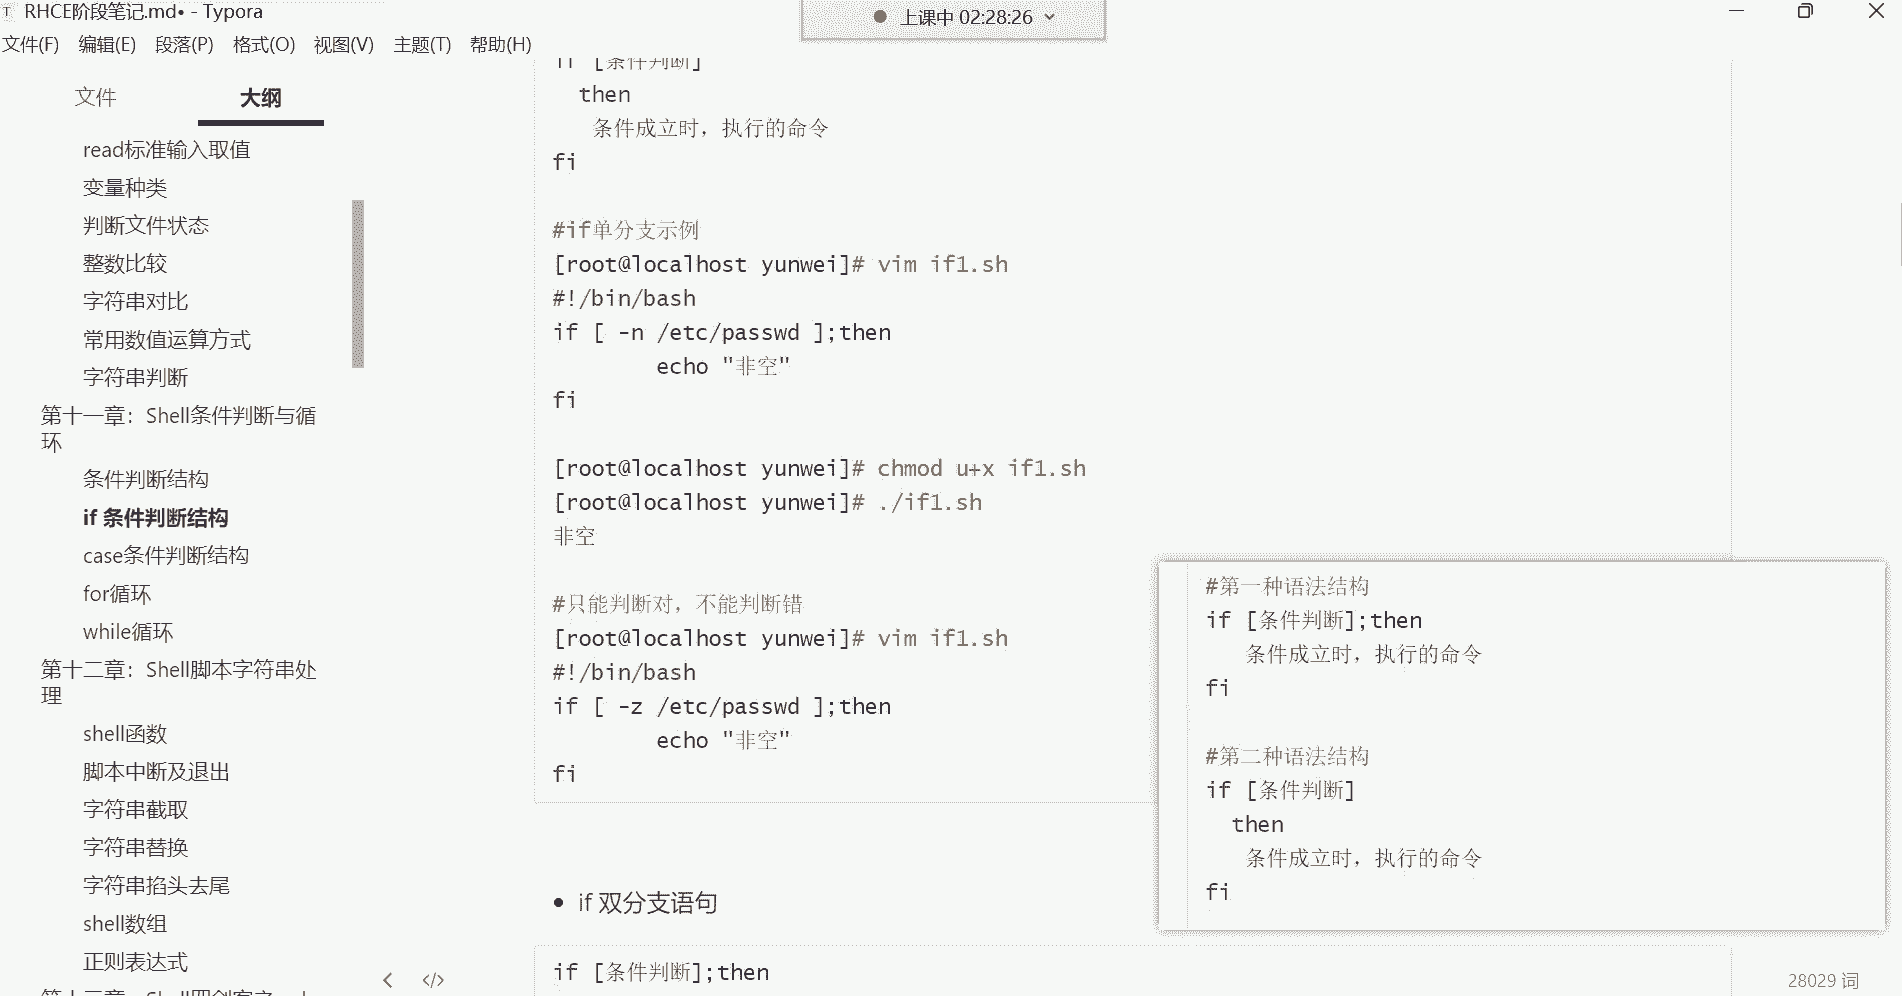 RHCE阶段笔记.md• - Typora
上课中 02:28:26
文件(F) 编辑(E) 段落(P) 格式(O) 视图(V) 主题(T) 帮助(H)
文件 大纲
read标准输入取值
变量种类
判断文件状态
整数比较
字符串对比
常用数值运算方式
字符串判断
第十一章：Shell条件判断与循
环
条件判断结构
if 条件判断结构
case条件判断结构
for循环
while循环
第十二章：Shell脚本字符串处
理
shell函数
脚本中断及退出
字符串截取
字符串替换
字符串掐头去尾
shell数组
正则表达式
if [条件判断]
then
条件成立时，执行的命令
fi
#if单分支示例
[root@localhost yunwei]# vim if1.sh
#!/bin/bash
if [ -n /etc/passwd ];then
echo "非空"
fi
[root@localhost yunwei]# chmod u+x if1.sh
[root@localhost yunwei]# ./if1.sh
非空
#只能判断对，不能判断错
[root@localhost yunwei]# vim if1.sh
#!/bin/bash
if [ -z /etc/passwd ];then
echo "非空"
fi
• if 双分支语句
if [条件判断];then
#第一种语法结构
if [条件判断];then
条件成立时，执行的命令
fi
#第二种语法结构
if [条件判断]
then
条件成立时，执行的命令
fi
28029 词